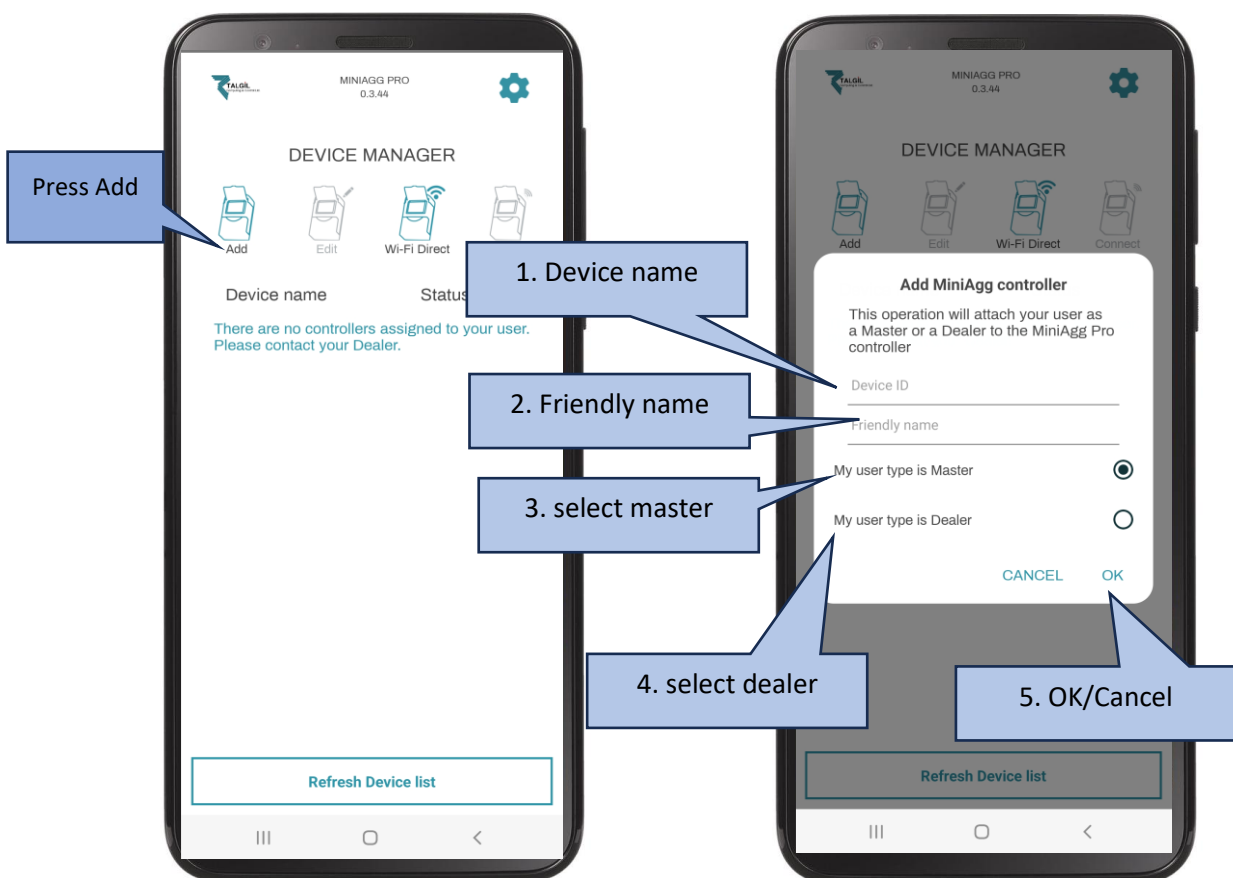 TALGIL
MINIAGG PRO
0.3.44
DEVICE MANAGER
Press Add
Add
Edit
Wi-Fi Direct
Device name
Status
There are no controllers assigned to your user.
Please contact your Dealer.
Refresh Device list
TALGIL
MINIAGG PRO
0.3.44
DEVICE MANAGER
Add
Edit
Wi-Fi Direct
Connect
1. Device name
2. Friendly name
3. select master
4. select dealer
5. OK/Cancel
Add MiniAgg controller
This operation will attach your user as
a Master or a Dealer to the MiniAgg Pro
controller
Device ID
Friendly name
My user type is Master
My user type is Dealer
CANCEL
OK
Refresh Device list